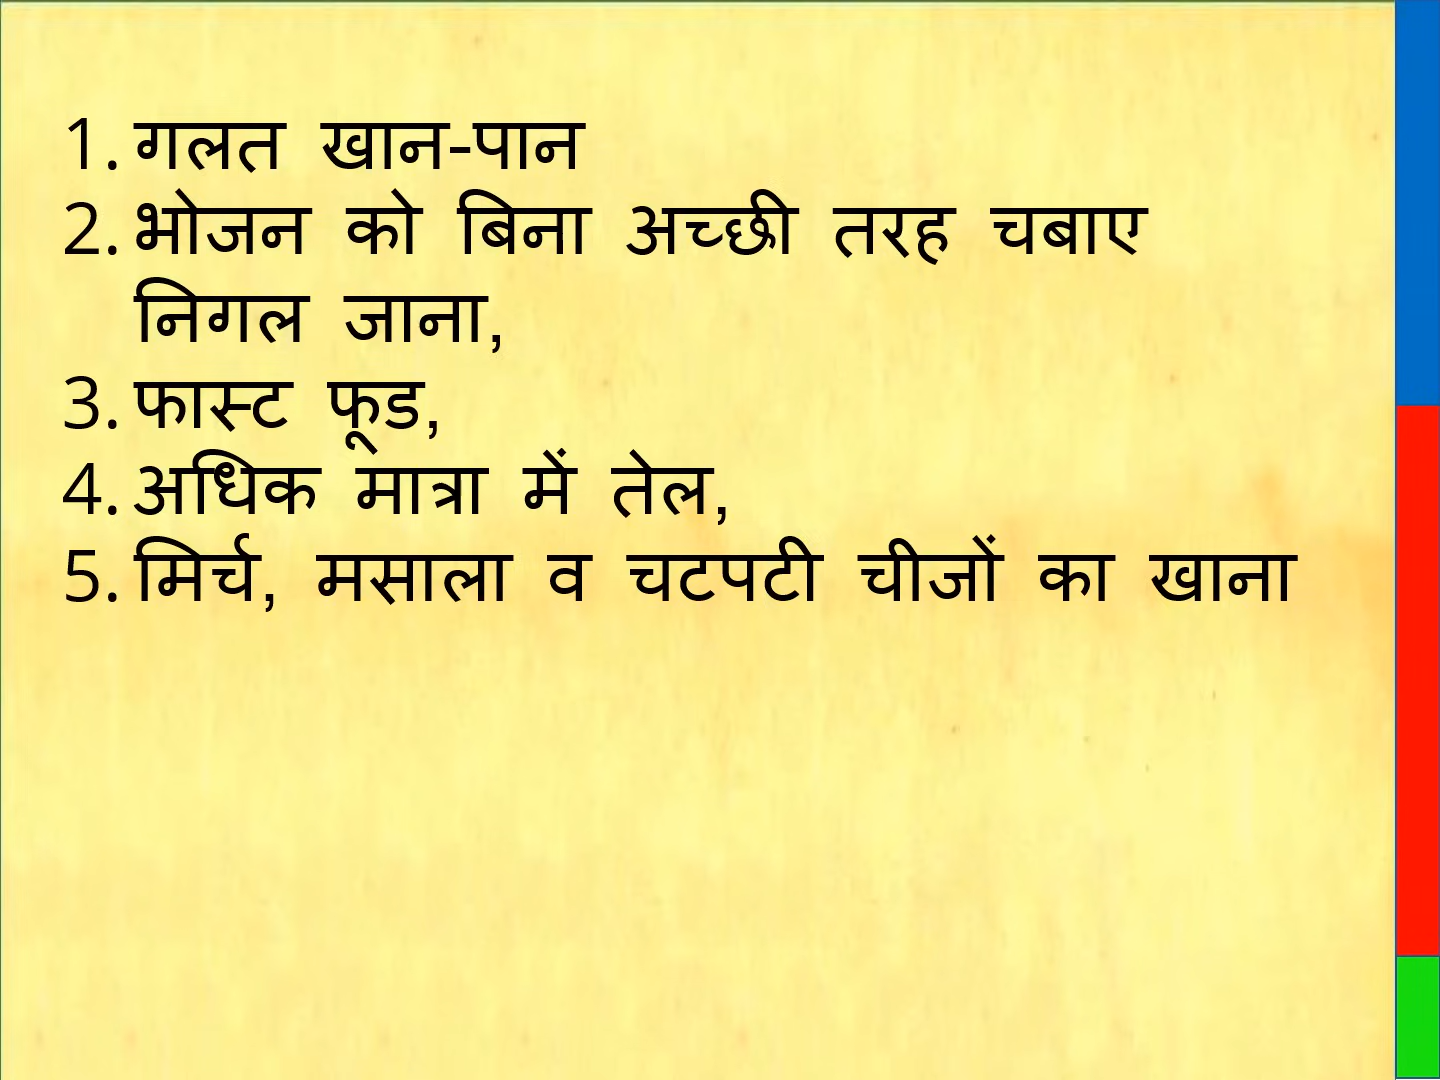 1. गलत खान-पान
2. भोजन को बिना अच्छी तरह चबाए
निगल जाना,
3. फास्ट फूड,
4. अधिक मात्रा में तेल,
5. मिर्च, मसाला व चटपटी चीजों का खाना